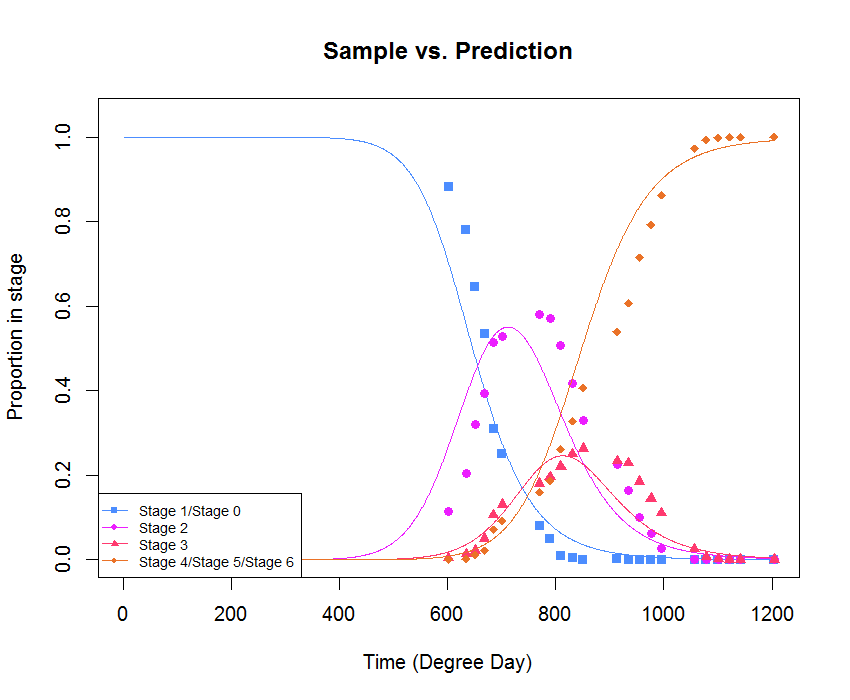 Sample vs. Prediction
Proportion in stage
1.0
0.8
0.6
0.4
0.2
0.0
Stage 1/Stage 0
Stage 2
Stage 3
Stage 4/Stage 5/Stage 6
0 200 400 600 800 1000 1200
Time (Degree Day)